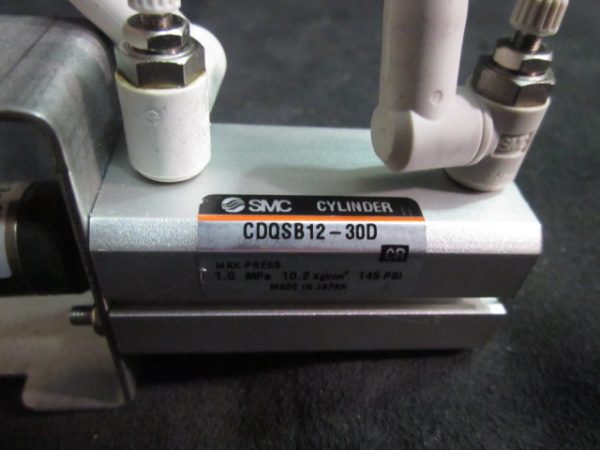 SMC CYLINDER
CDQSB12-30D
CR
MAX.PRESS
1.0 MPa 10.2 Kgf/cm² 145 PSI
MADE IN JAPAN
SMC